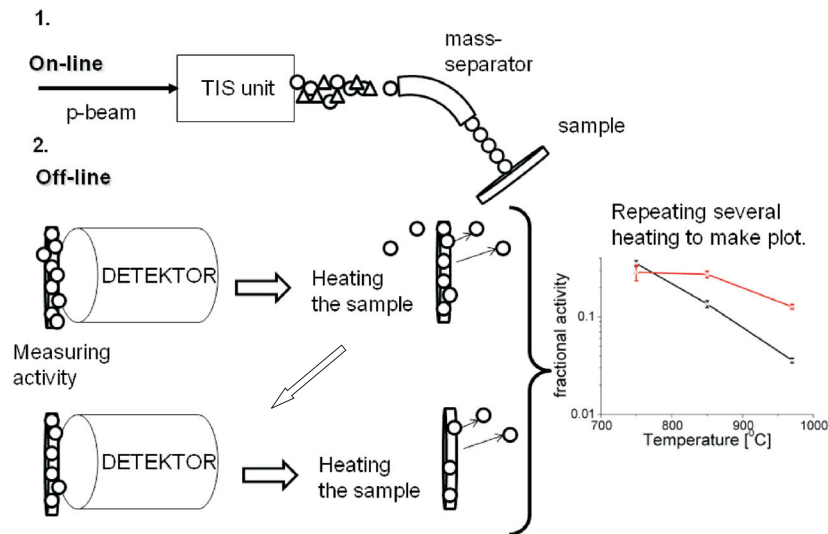 1.
On-line
p-beam
TIS unit
mass-
separator
sample
2.
Off-line
DETEKTOR
Measuring
activity
Heating
the sample
DETEKTOR
Heating
the sample
Repeating several
heating to make plot.
fractional activity
0.1
0.01
700
800
900
1000
Temperature [°C]